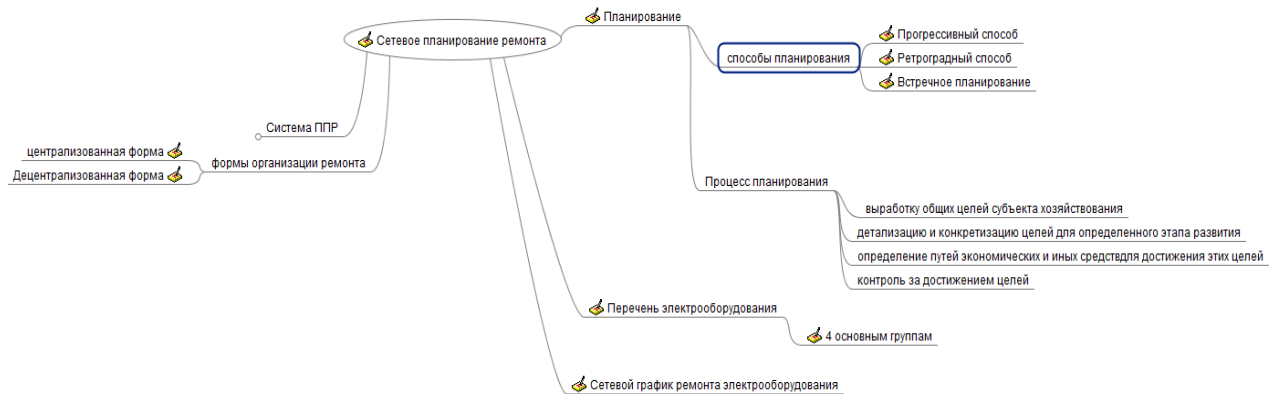 Сетевое планирование ремонта
Планирование
способы планирования
Прогрессивный способ
Ретроградный способ
Встречное планирование
Процесс планирования
выработку общих целей субъекта хозяйствования
детализацию и конкретизацию целей для определенного этапа развития
определение путей экономических и иных средствдля достижения этих целей
контроль за достижением целей
Перечень электрооборудования
4 основным группам
Сетевой график ремонта электрооборудования
Система ППР
формы организации ремонта
централизованная форма
Децентрализованная форма